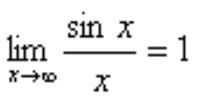 lim x→∞ sin x / x = 1